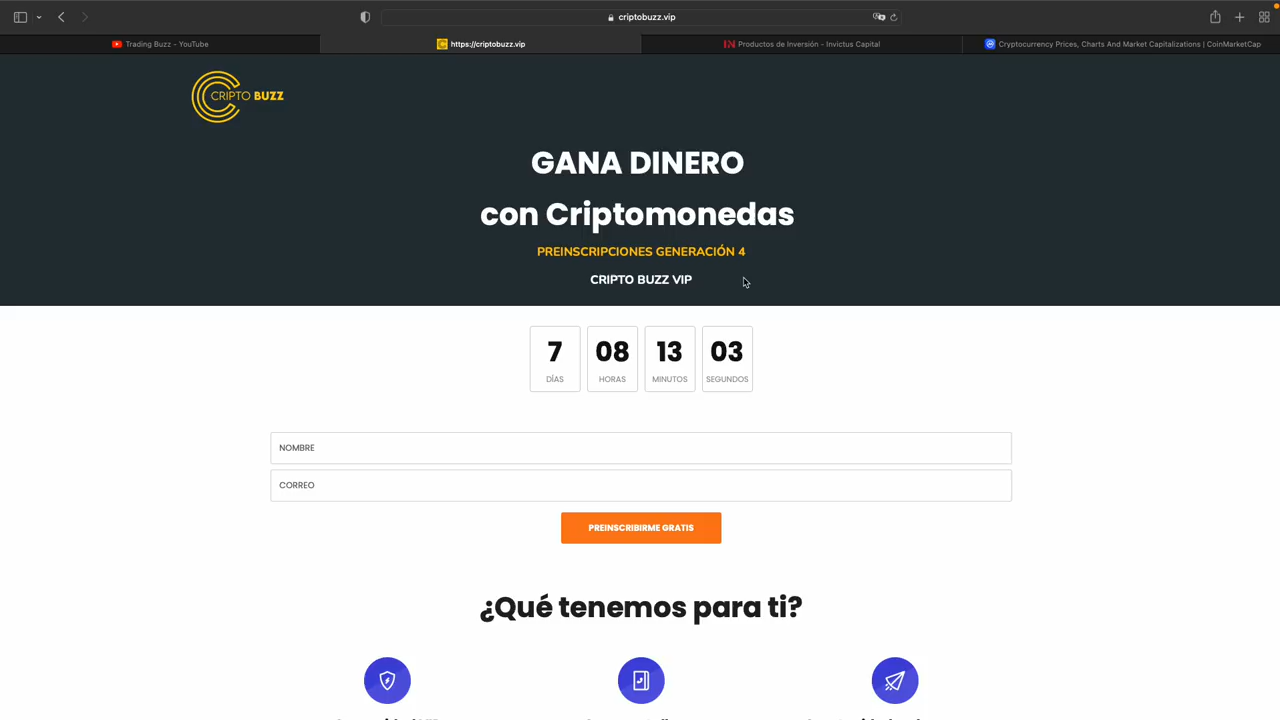 criptobuzz.vip
Trading Buzz - YouTube
https://criptobuzz.vip
Productos de Inversión - Invictus Capital
Cryptocurrency Prices, Charts And Market Capitalizations | CoinMarketCap
CRIPTO BUZZ
GANA DINERO
con Criptomonedas
PREINSCRIPCIONES GENERACIÓN 4
CRIPTO BUZZ VIP
7 08 13 03
DÍAS HORAS MINUTOS SEGUNDOS
NOMBRE
CORREO
PREINSCRIBIRME GRATIS
¿Qué tenemos para ti?